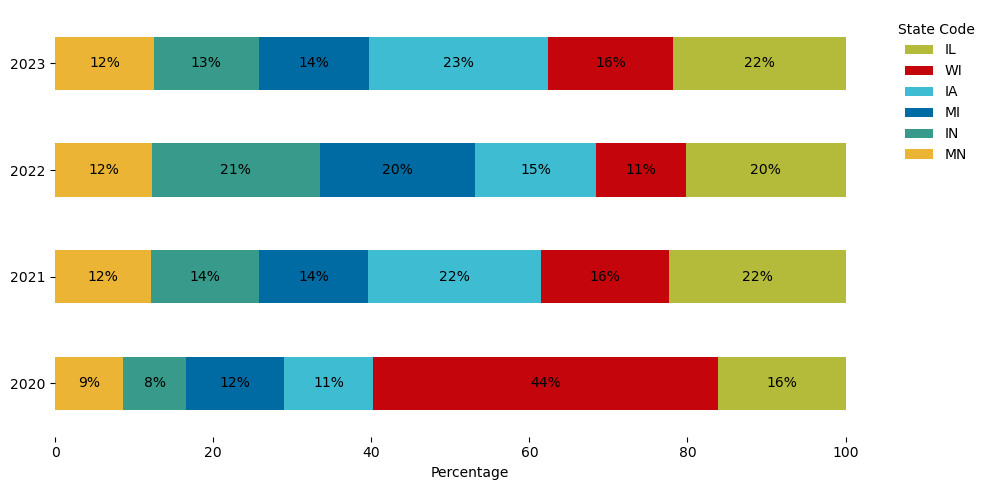 State Code
IL
WI
IA
MI
IN
MN
2023
12% 13% 14% 23% 16% 22%
2022
12% 21% 20% 15% 11% 20%
2021
12% 14% 14% 22% 16% 22%
2020
9% 8% 12% 11% 44% 16%
0 20 40 60 80 100
Percentage